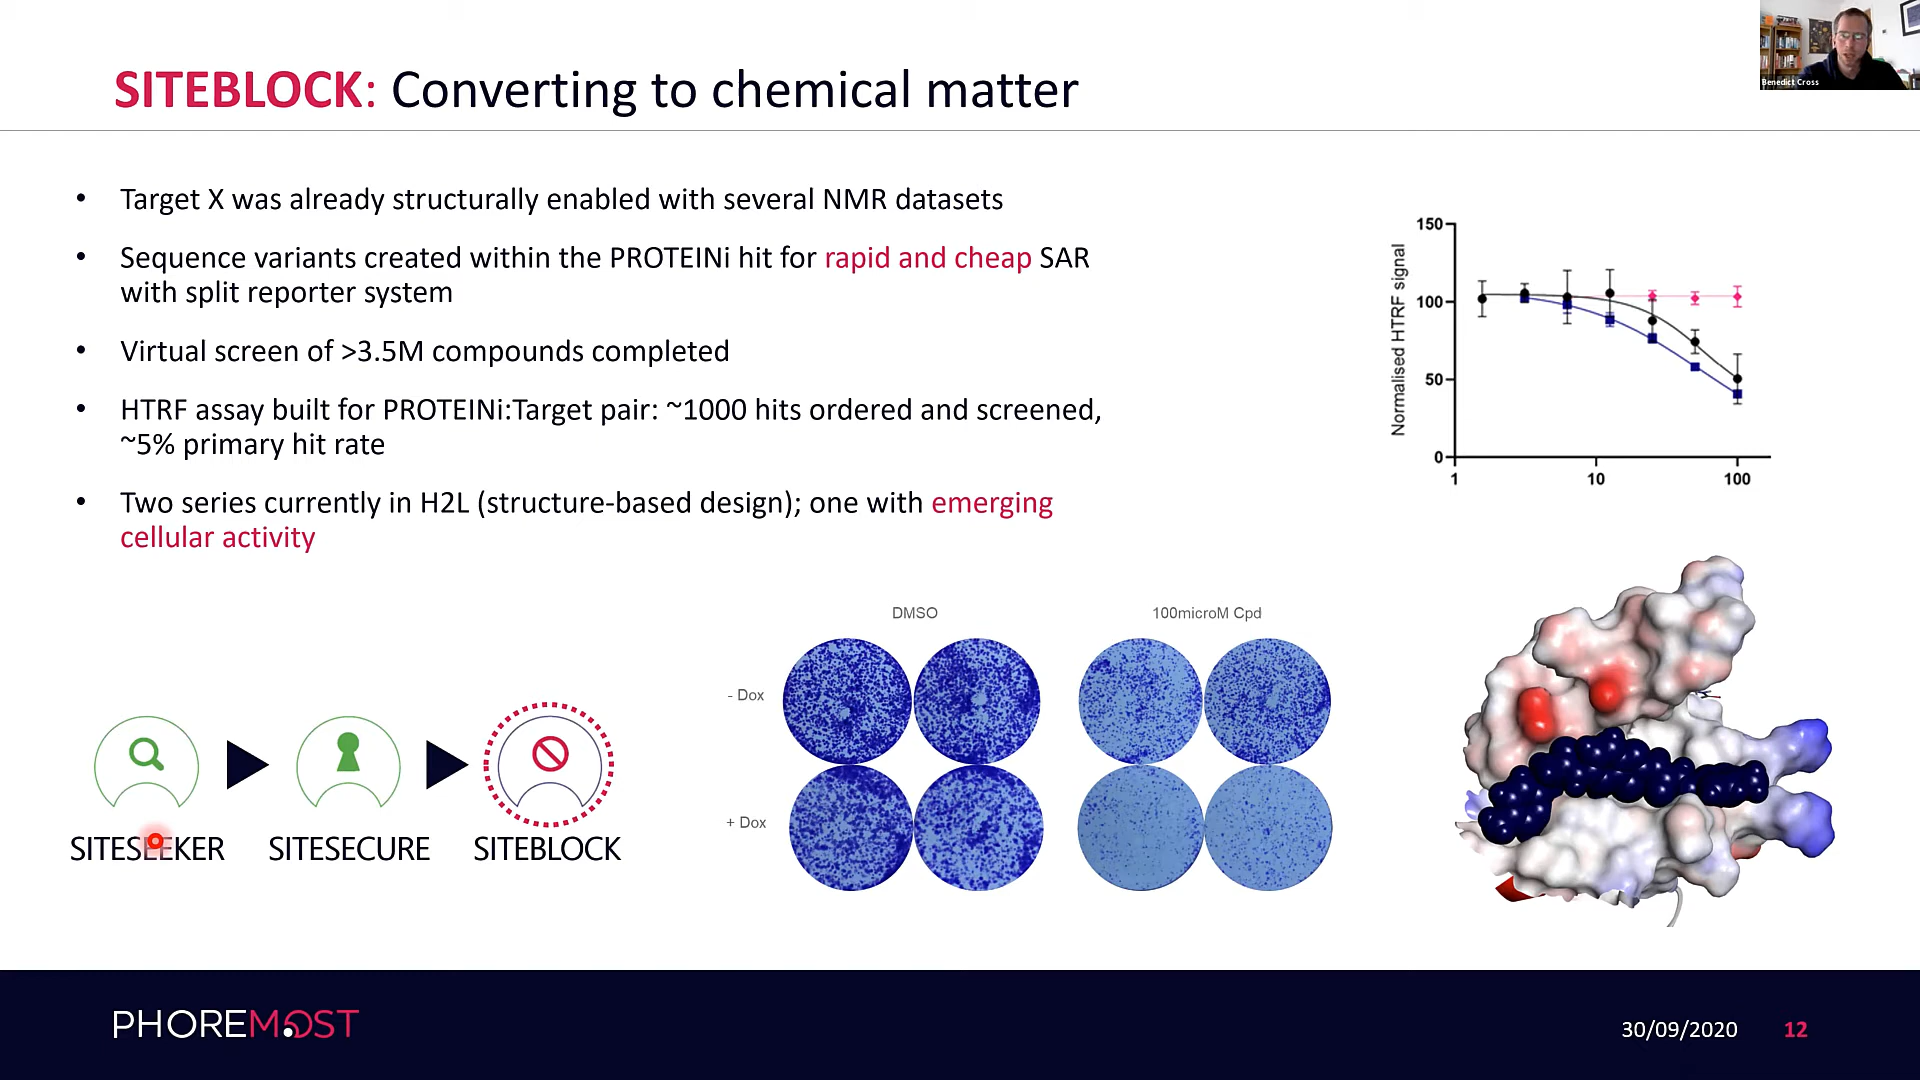 SITEBLOCK: Converting to chemical matter
Benedict Cross
• Target X was already structurally enabled with several NMR datasets
• Sequence variants created within the PROTEINi hit for rapid and cheap SAR
with split reporter system
• Virtual screen of >3.5M compounds completed
• HTRF assay built for PROTEINi:Target pair: ~1000 hits ordered and screened,
~5% primary hit rate
• Two series currently in H2L (structure-based design); one with emerging
cellular activity
Normalised HTRF signal
150
100
50
0
1 10 100
DMSO 100microM Cpd
- Dox
+ Dox
SITESEEKER SITESECURE SITEBLOCK
PHOREMOST
30/09/2020 12